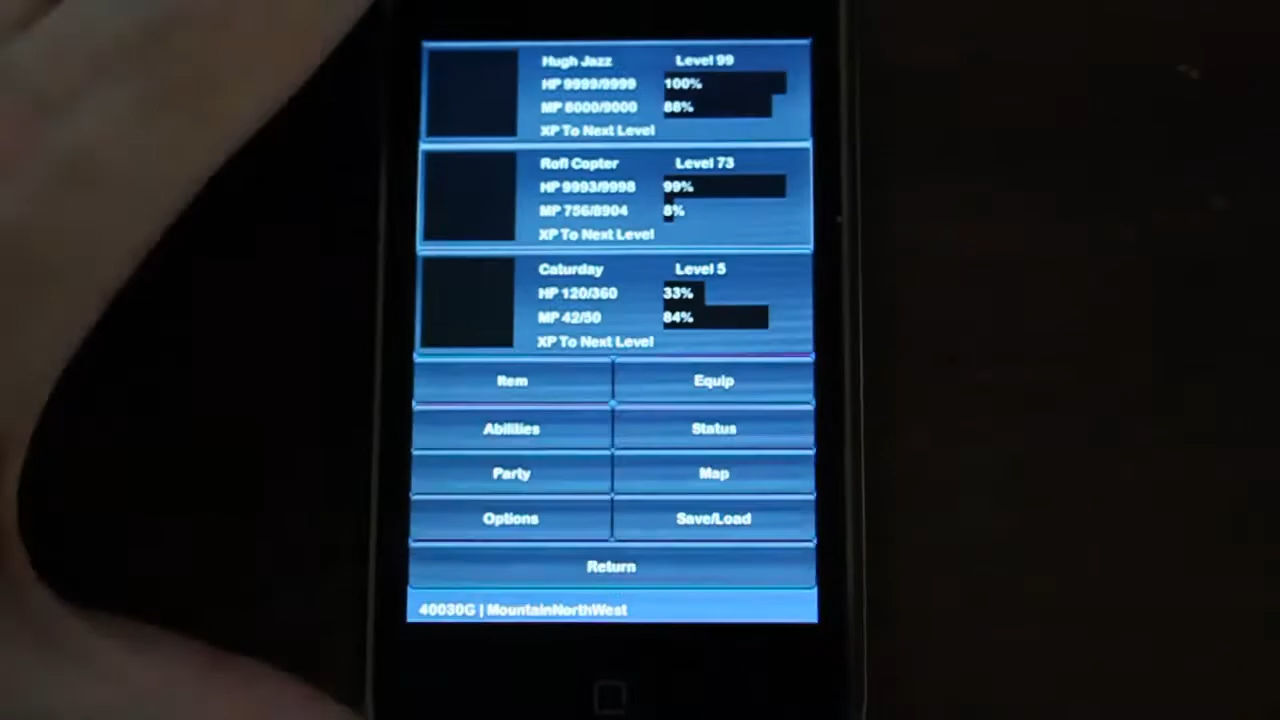 Hugh Jazz Level 99
HP 9999/9999 100%
MP 8000/9000 88%
XP To Next Level
Rofl Copter Level 73
HP 9993/9998 99%
MP 756/8904 8%
XP To Next Level
Caturday Level 5
HP 120/360 33%
MP 42/50 84%
XP To Next Level
Item Equip
Abilities Status
Party Map
Options Save/Load
Return
40030G | MountainNorthWest